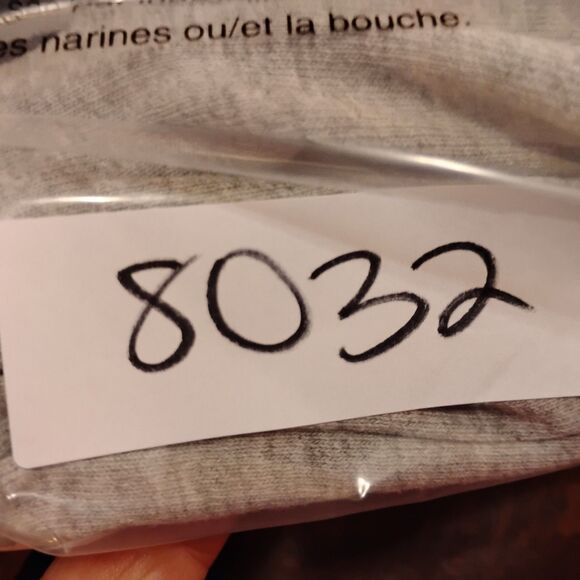 es narines ou/et la bouche.
8032